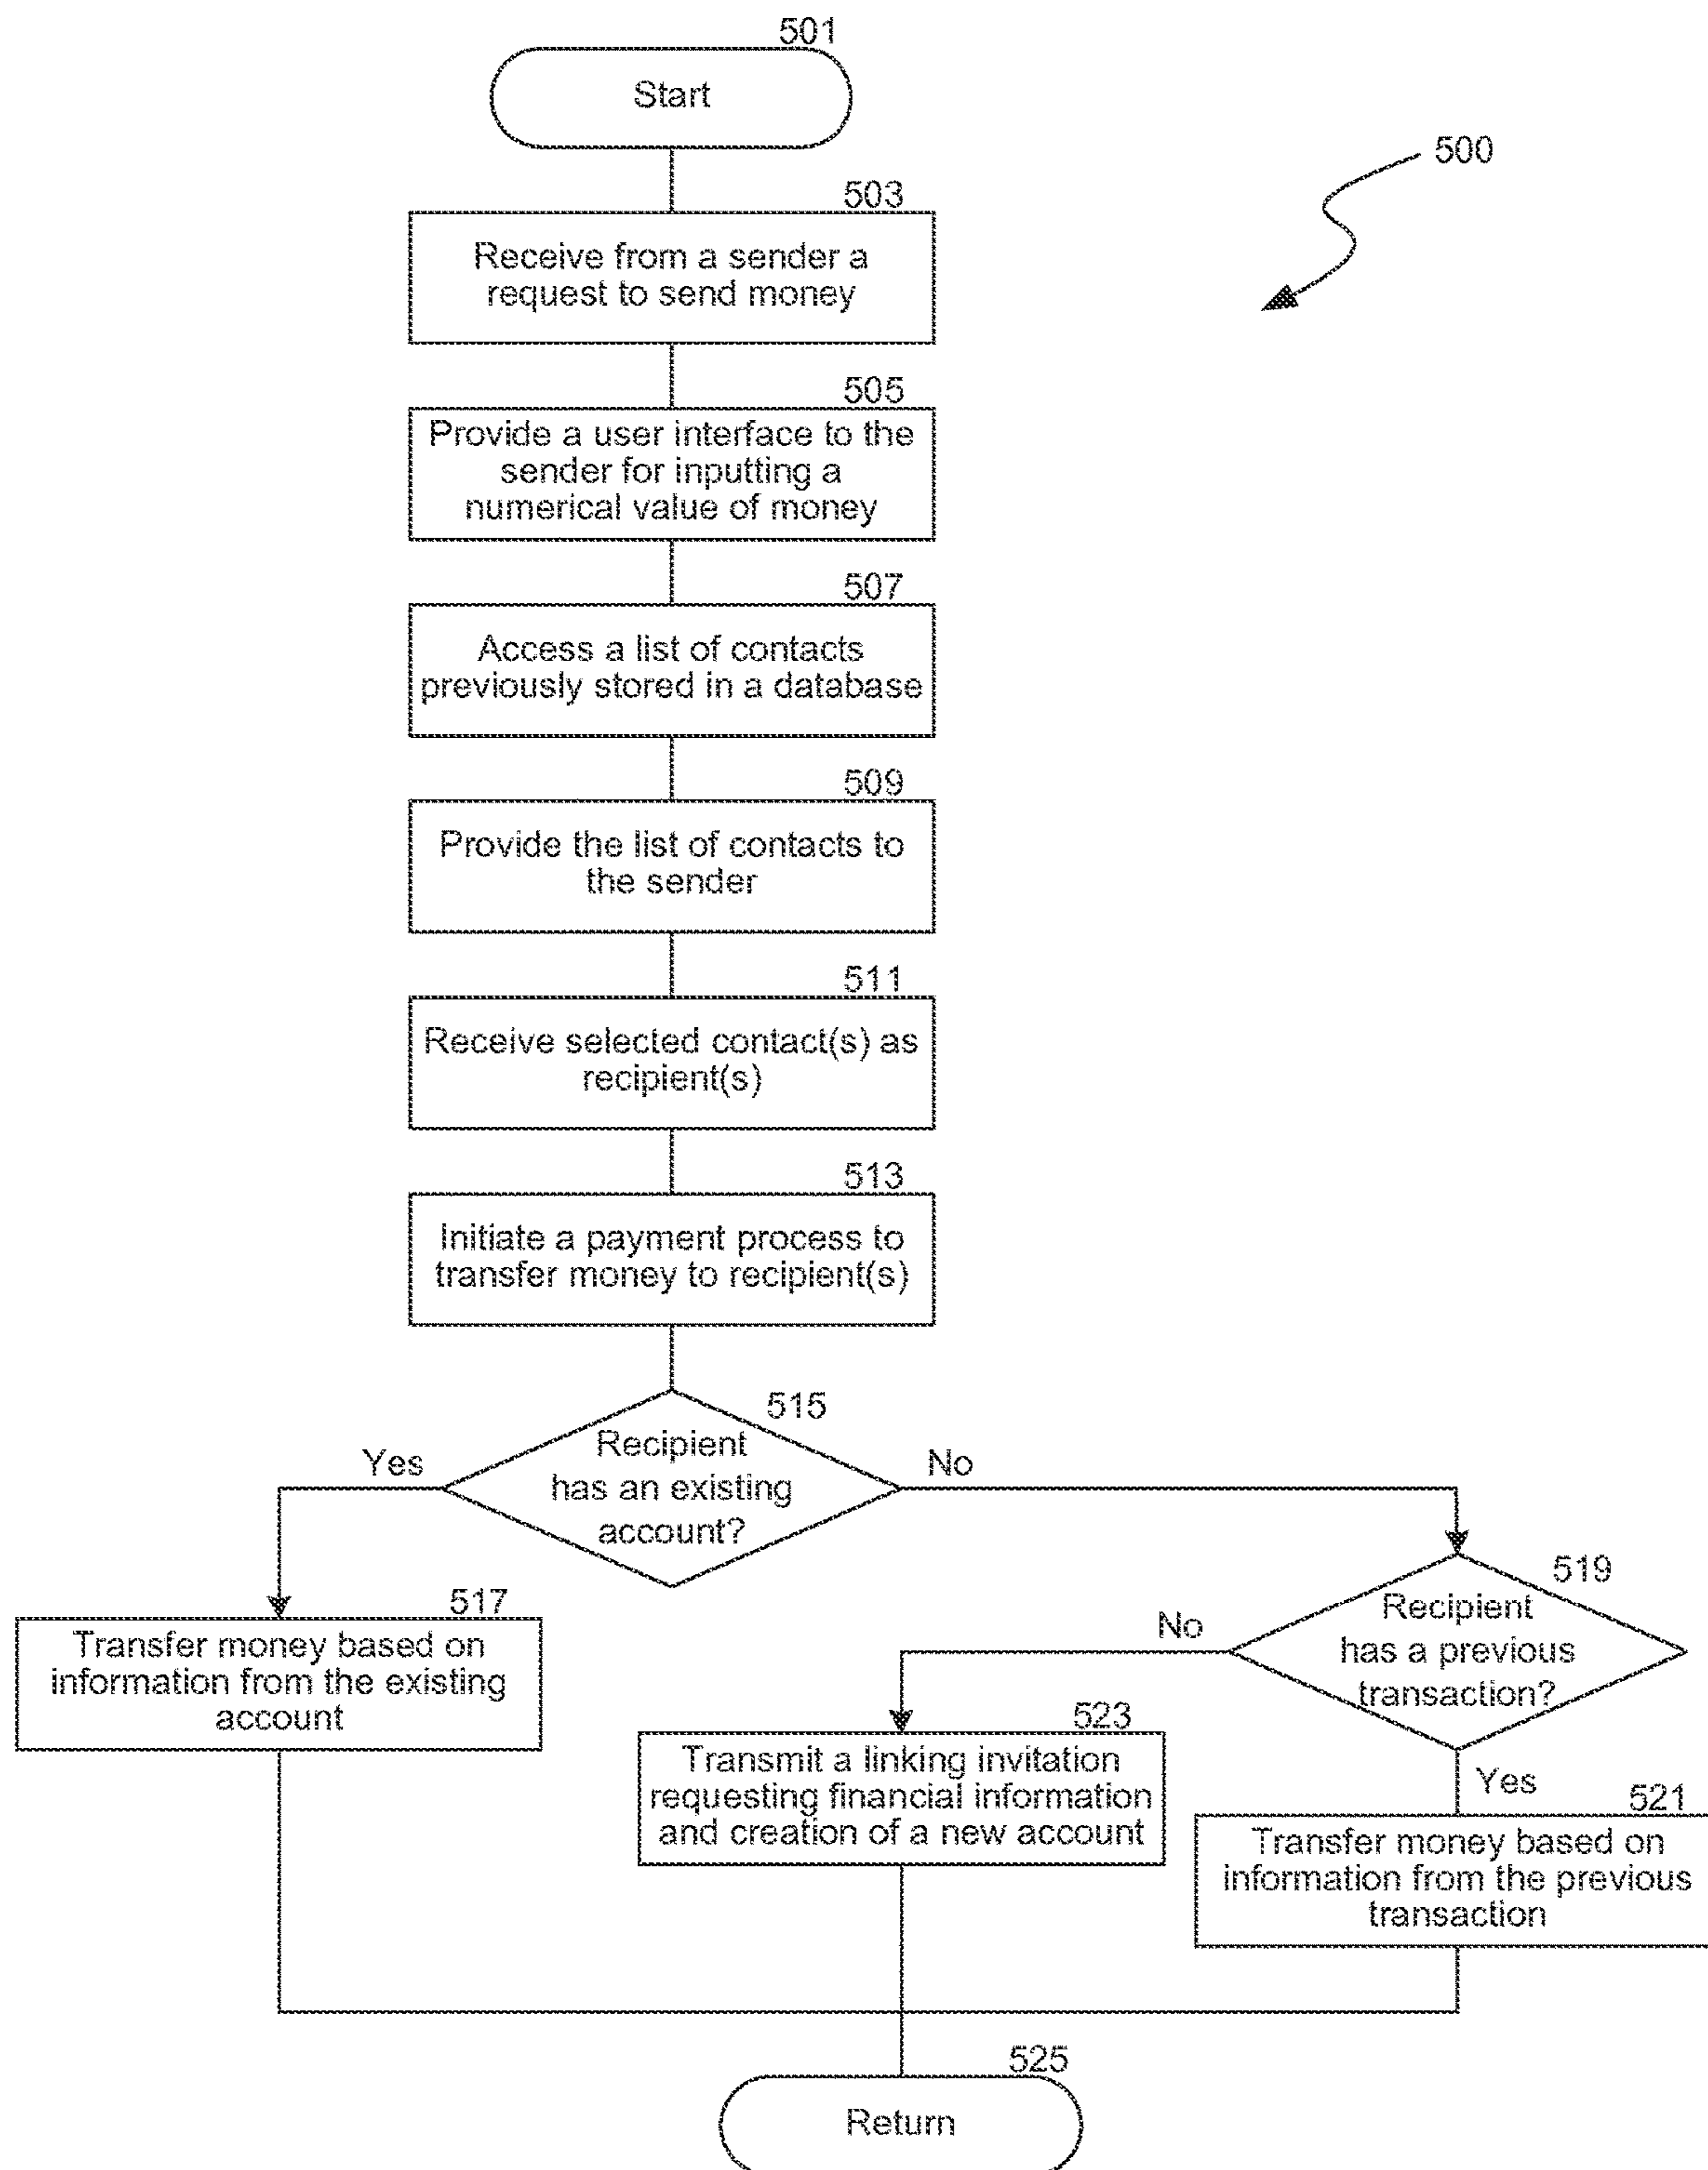 501
Start
500
503
Receive from a sender a
request to send money
505
Provide a user interface to the
sender for inputting a
numerical value of money
507
Access a list of contacts
previously stored in a database
509
Provide the list of contacts to
the sender
511
Receive selected contact(s) as
recipient(s)
513
Initiate a payment process to
transfer money to recipient(s)
515
Recipient
has an existing
account?
Yes
No
517
Transfer money based on
information from the existing
account
519
Recipient
has a previous
transaction?
No
Yes
523
Transmit a linking invitation
requesting financial information
and creation of a new account
521
Transfer money based on
information from the previous
transaction
525
Return